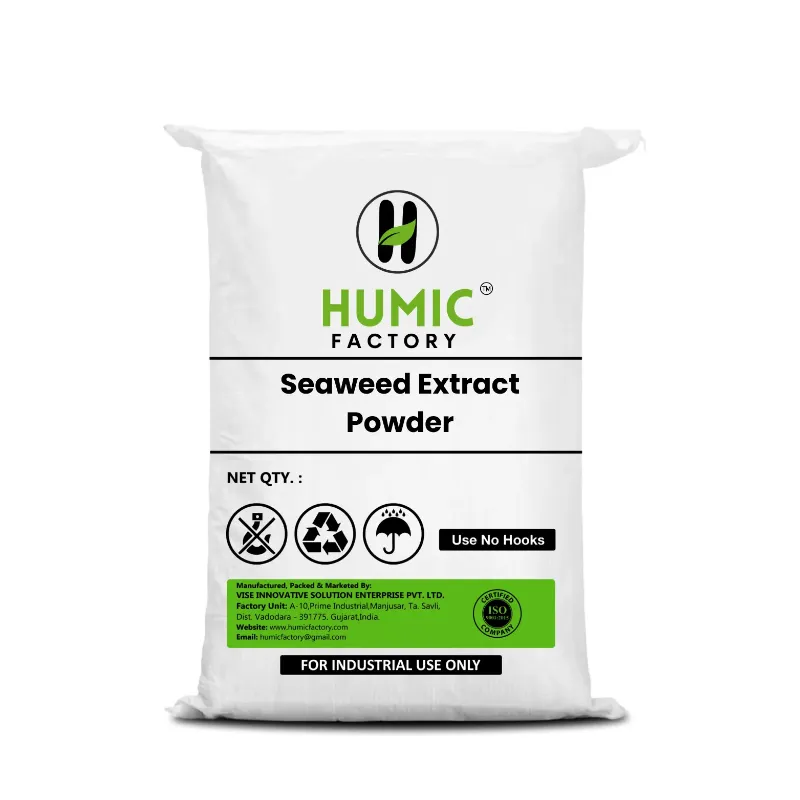 HUMIC
TM
FACTORY
Seaweed Extract
Powder
NET QTY. :
Use No Hooks
Manufactured, Packed & Marketed By:
VISE INNOVATIVE SOLUTION ENTERPRISE PVT. LTD.
Factory Unit: A-10,Prime Industrial,Manjusar, Ta. Savli,
Dist. Vadodara - 391775. Gujarat,India.
Website: www.humicfactory.com
Email: humicfactory@gmail.com
CERTIFIED
ISO
9001:2015
COMPANY
FOR INDUSTRIAL USE ONLY